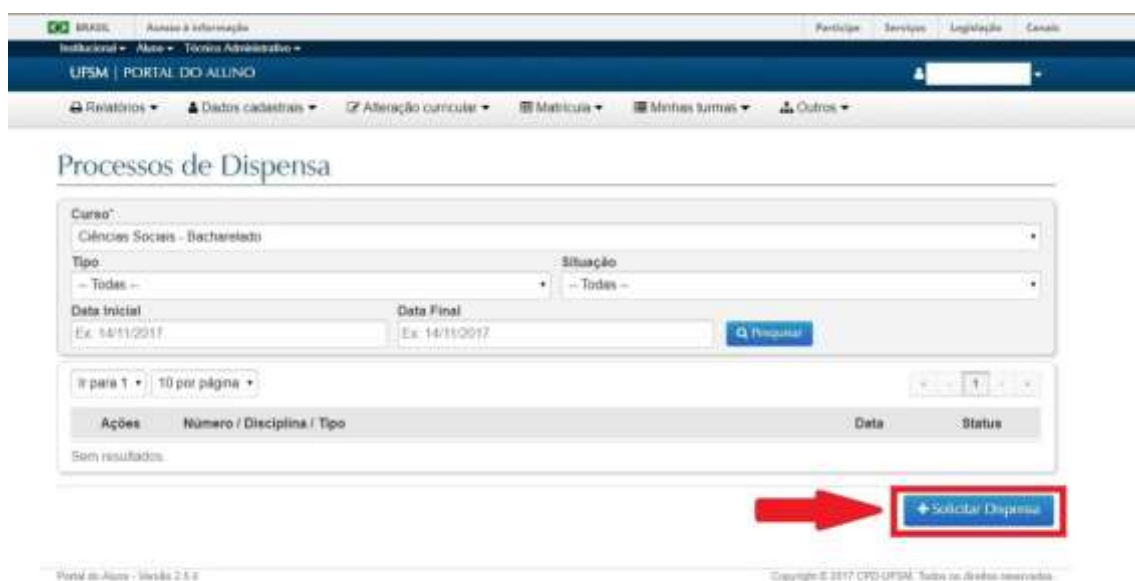 BRASIL Acesso à informação Participe Serviços Legislação Canais
Institucional Aluno Técnico Administrativo
UFSM | PORTAL DO ALUNO
Relatórios Dados cadastrais Alteração curricular Matrícula Minhas turmas Outros
Processos de Dispensa
Curso*
Ciências Sociais - Bacharelado
Tipo Situação
-- Todas -- -- Todas --
Data Inicial Data Final
Ex: 14/11/2017 Ex: 14/11/2017 Pesquisar
Ir para 1 10 por página « ‹ 1 › »
Ações Número / Disciplina / Tipo Data Status
Sem resultados.
+ Solicitar Dispensa
Portal do Aluno - Versão 2.5.6 Copyright © 2017 CPD-UFSM. Todos os direitos reservados.